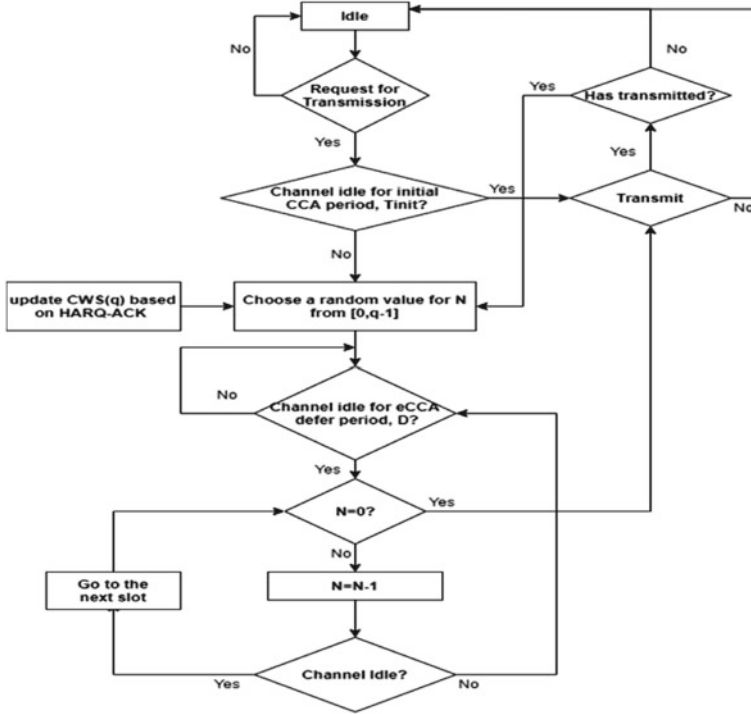 Idle
No
No
Request for
Transmission
Yes
Has transmitted?
Yes
Yes
Channel idle for initial
CCA period, Tinit?
Yes
Transmit
No
No
update CWS(q) based
on HARQ-ACK
Choose a random value for N
from [0,q-1]
No
Channel idle for eCCA
defer period, D?
Yes
N=0?
Yes
No
Go to the
next slot
N=N-1
Channel Idle?
Yes
No